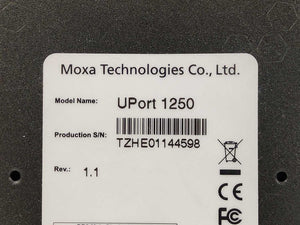 Moxa Technologies Co., Ltd.
Model Name: UPort 1250
Production S/N:
TZHE01144598
Rev.: 1.1
CE
FC